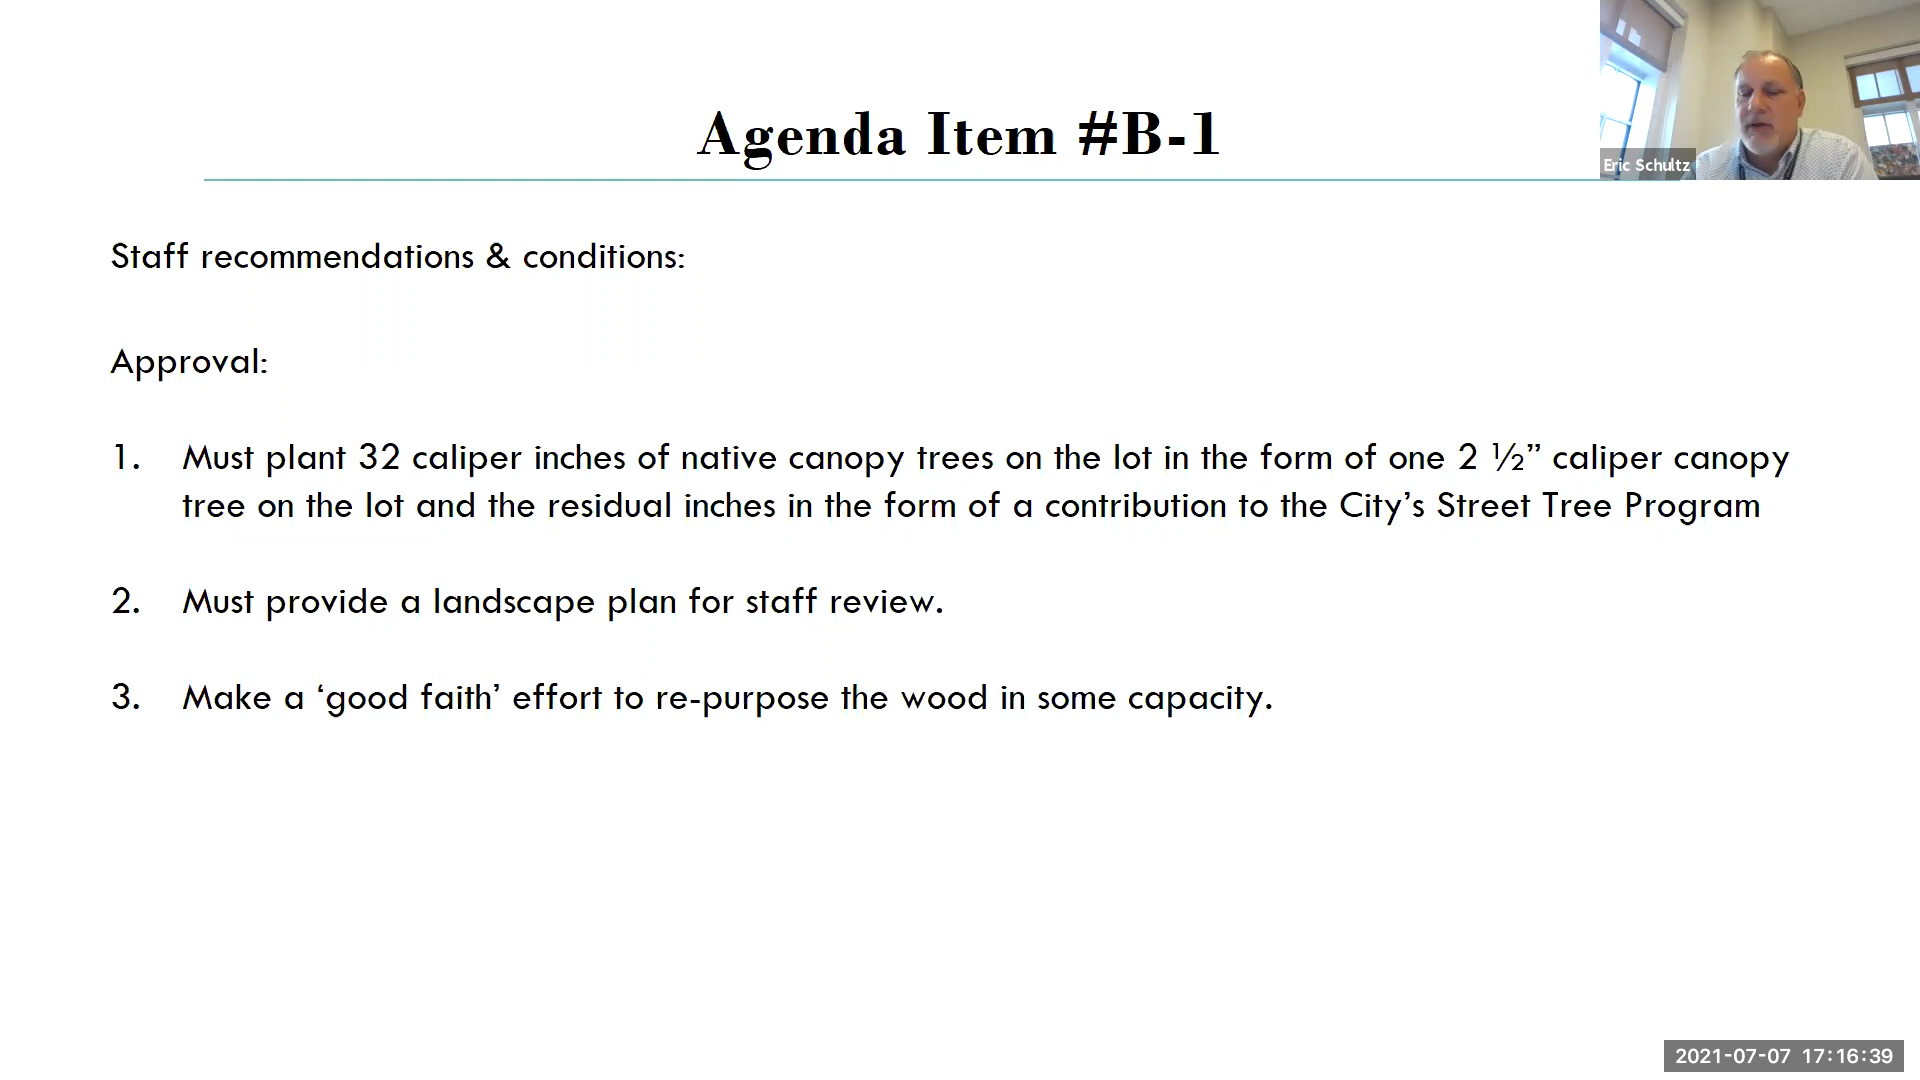 Agenda Item #B-1
Eric Schultz
Staff recommendations & conditions:
Approval:
1. Must plant 32 caliper inches of native canopy trees on the lot in the form of one 2 ½” caliper canopy
tree on the lot and the residual inches in the form of a contribution to the City’s Street Tree Program
2. Must provide a landscape plan for staff review.
3. Make a ‘good faith’ effort to re-purpose the wood in some capacity.
2021-07-07 17:16:39